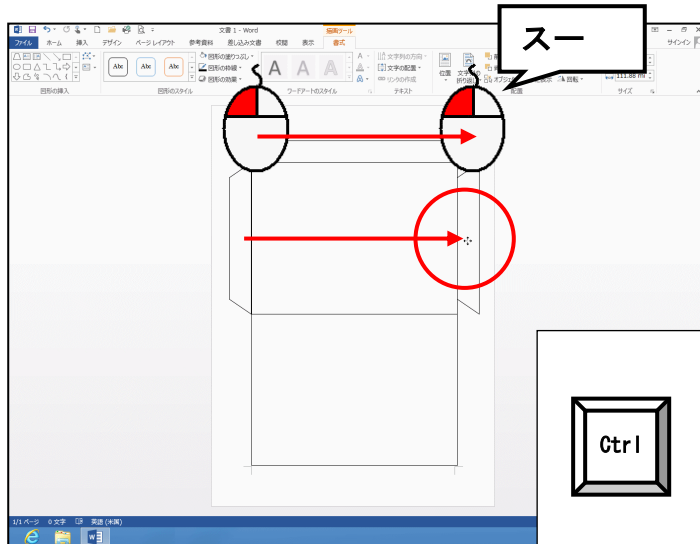 文書 1 - Word
描画ツール
スー
ファイル ホーム 挿入 デザイン ページ レイアウト 参考資料 差し込み文書 校閲 表示 書式
サインイン
図形の塗りつぶし
図形の枠線
図形の効果
Abc Abc Abc
A A A
文字列の方向
文字の配置
リンクの作成
位置
回転
図形の挿入 図形のスタイル ワードアートのスタイル テキスト 配置 サイズ
Ctrl
1/1 ページ 0 文字 英語 (米国)